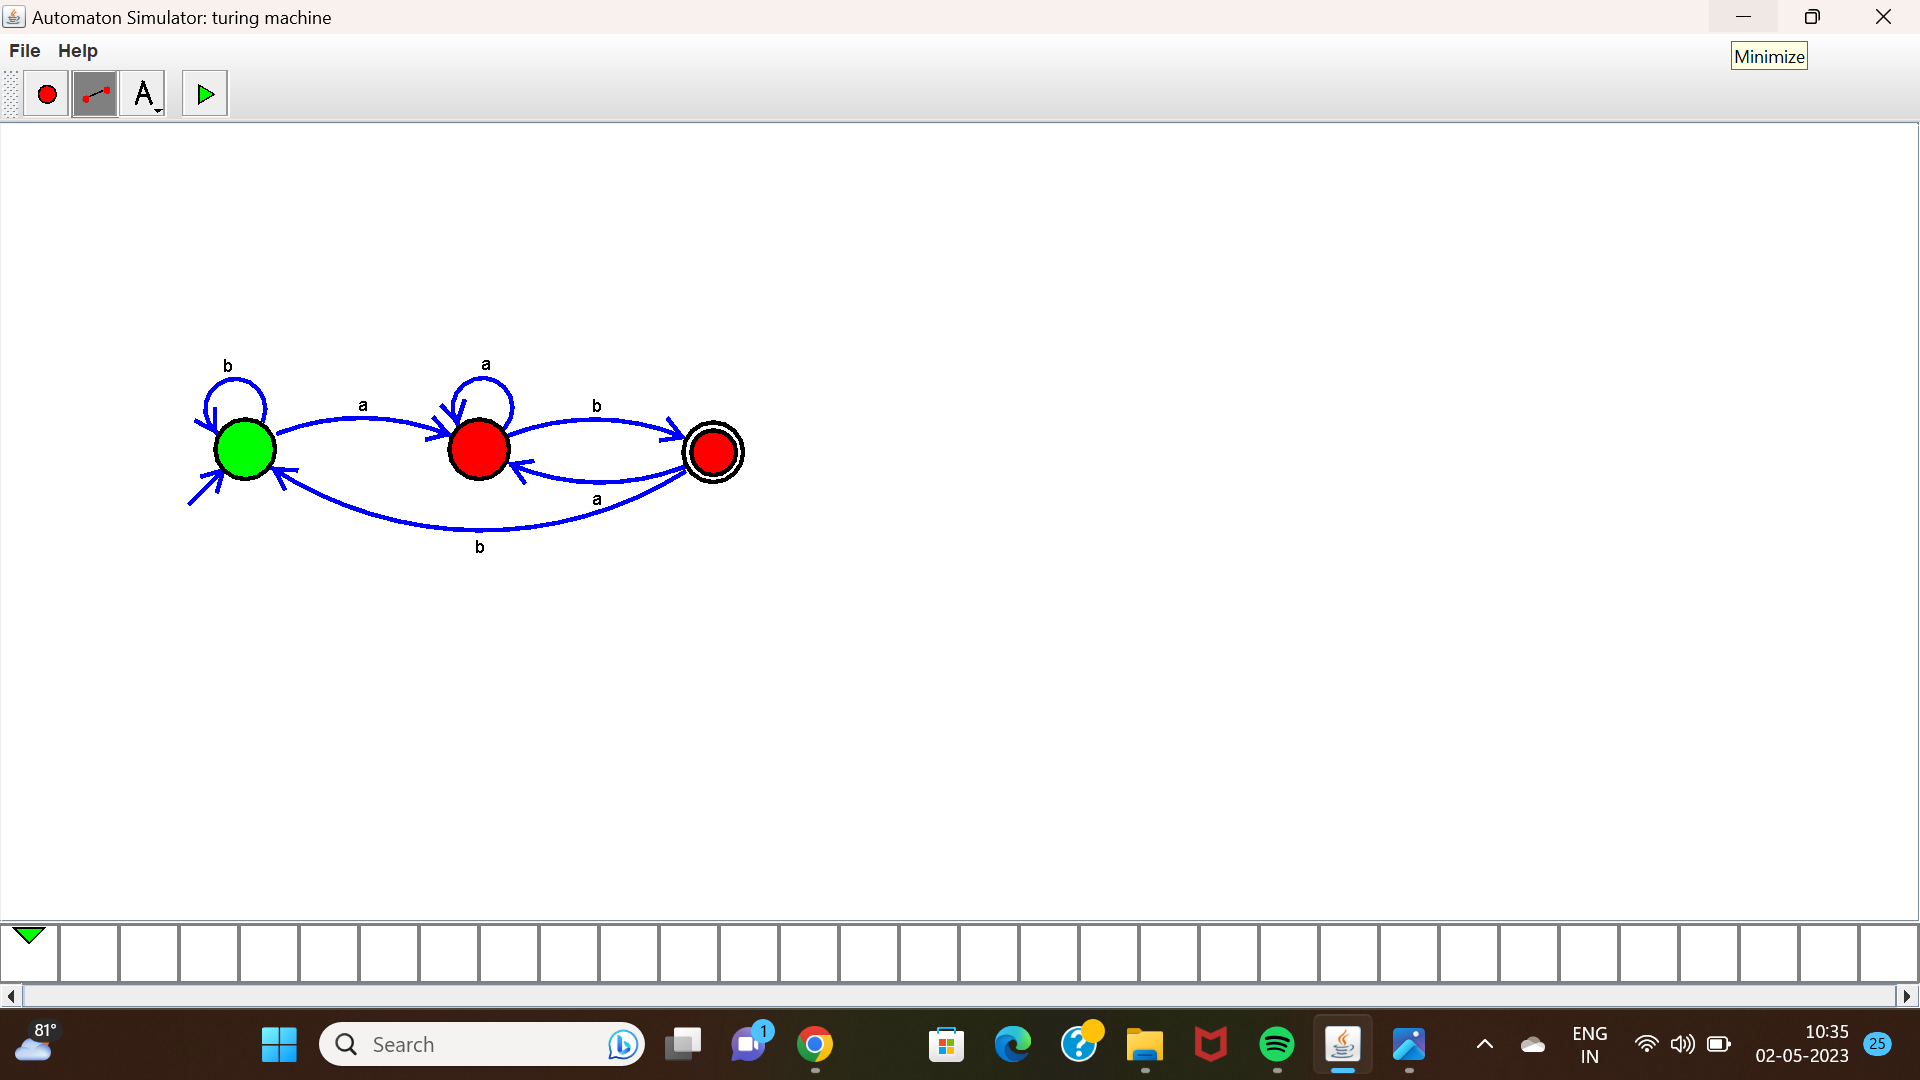 Automaton Simulator: turing machine
File Help
Minimize
A
b
a
a
b
a
b
81°
Search
1
ENG
IN
10:35
02-05-2023
25